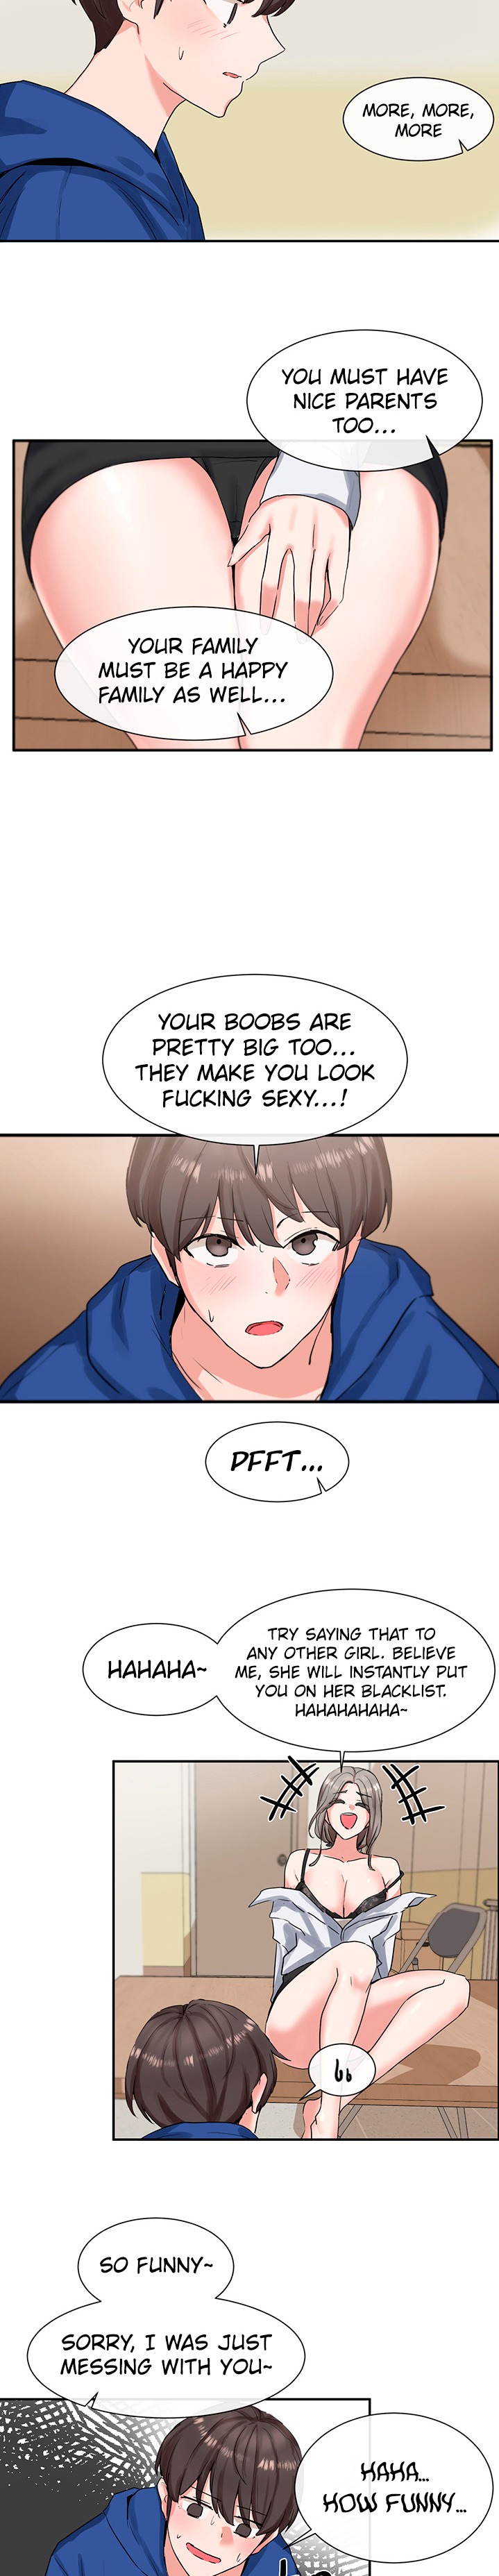 MORE, MORE,
MORE
YOU MUST HAVE
NICE PARENTS
TOO...
YOUR FAMILY
MUST BE A HAPPY
FAMILY AS WELL...
YOUR BOOBS ARE
PRETTY BIG TOO...
THEY MAKE YOU LOOK
FUCKING SEXY...!
PFFT...
HAHAHA~
TRY SAYING THAT TO
ANY OTHER GIRL. BELIEVE
ME, SHE WILL INSTANTLY PUT
YOU ON HER BLACKLIST.
HAHAHAHAHA~
SO FUNNY~
SORRY, I WAS JUST
MESSING WITH YOU~
HAHA...
HOW FUNNY...